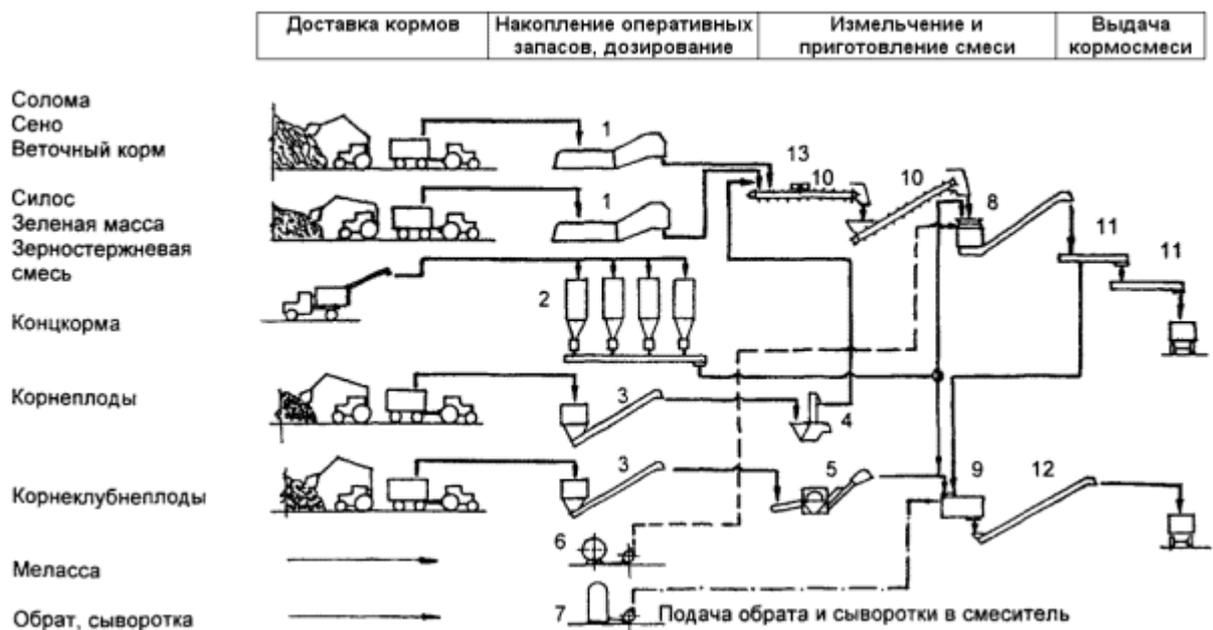 Доставка кормов
Накопление оперативных
запасов, дозирование
Измельчение и
приготовление смеси
Выдача
кормосмеси
Солома
Сено
Веточный корм
1
13
10
10
Силос
Зеленая масса
Зерностержневая
смесь
1
8
11
11
Концкорма
2
Корнеплоды
3
4
Корнеклубнеплоды
3
5
9
12
Меласса
6
Обрат, сыворотка
7
Подача обрата и сыворотки в смеситель